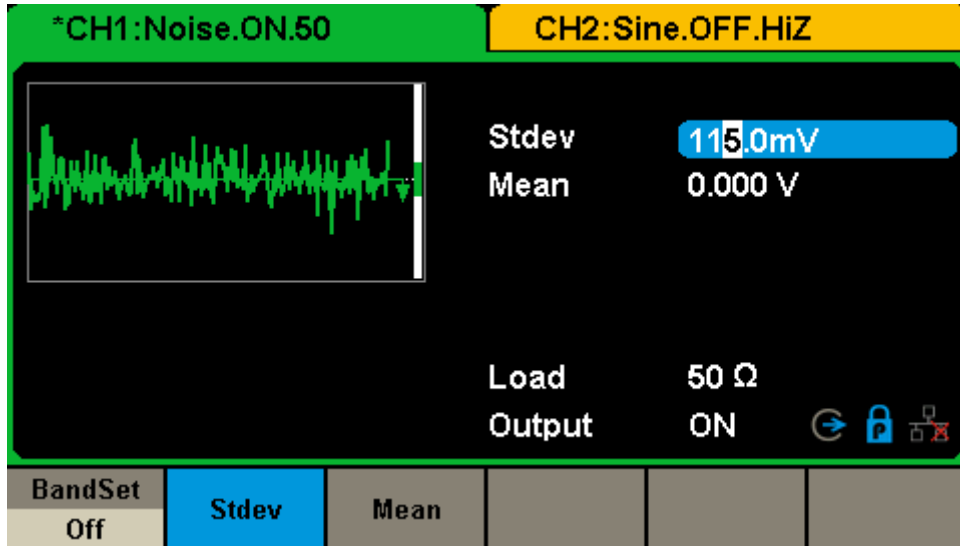 *CH1:Noise.ON.50
CH2:Sine.OFF.HiZ
Stdev 115.0mV
Mean 0.000 V
Load 50 Ω
Output ON
P
BandSet
Off
Stdev
Mean